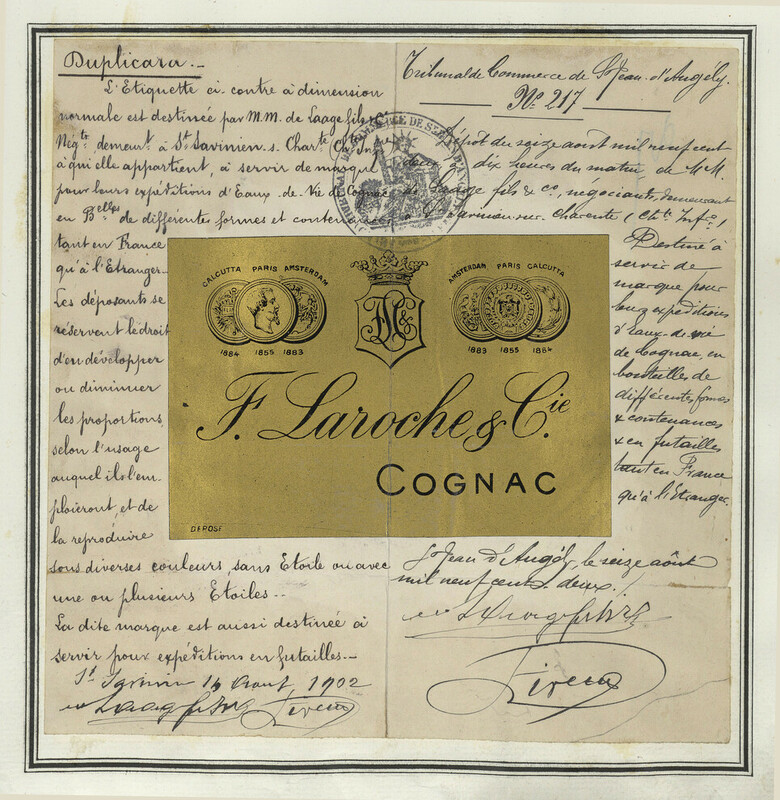 Duplicara.-
L'Etiquette ci contre à dimension
normale est destinée par M.M. de Laage fils & Co
Négts demeurt à St Savinien s. Charte Ch. Infre
à qui elle appartient, à servir de marque
pour leurs expéditions d'Eaux-de-Vie de Cognac
en Belles de différentes formes et contenances
tant en France
qu'à l'Etranger-
Les déposants se
réservent le droit
d'en développer
ou diminuer
les proportions
selon l'usage
auquel ils l'em
ploieront, et de
la reproduire
sous diverses couleurs, sans Etoile ou avec
une ou plusieurs Etoiles--
La dite marque est aussi destinée à
servir pour expéditions en futailles.-
St Savinien 14 Aout, 1902
Tribunal de Commerce de St Jean-d'Angély.
No 217
Dépôt du seize août mil neuf cent
deux dix heures du matin de M.M.
de Laage fils & Co, négociants, demeurant
à St Savinien-sur-Charente (Chte Infre)
Destiné à
servir de
marque pour
leurs expéditions
d'Eaux-de-vie
de Cognac, en
bouteilles de
différentes formes
& contenances
& en futailles
tant en France
qu'à l'Etranger.
St Jean d'Angély, le seize août
mil neuf cent deux.
CALCUTTA PARIS AMSTERDAM
1884 1855 1883
AMSTERDAM PARIS CALCUTTA
1883 1855 1884
F. Laroche & Cie.
COGNAC
DEPOSE